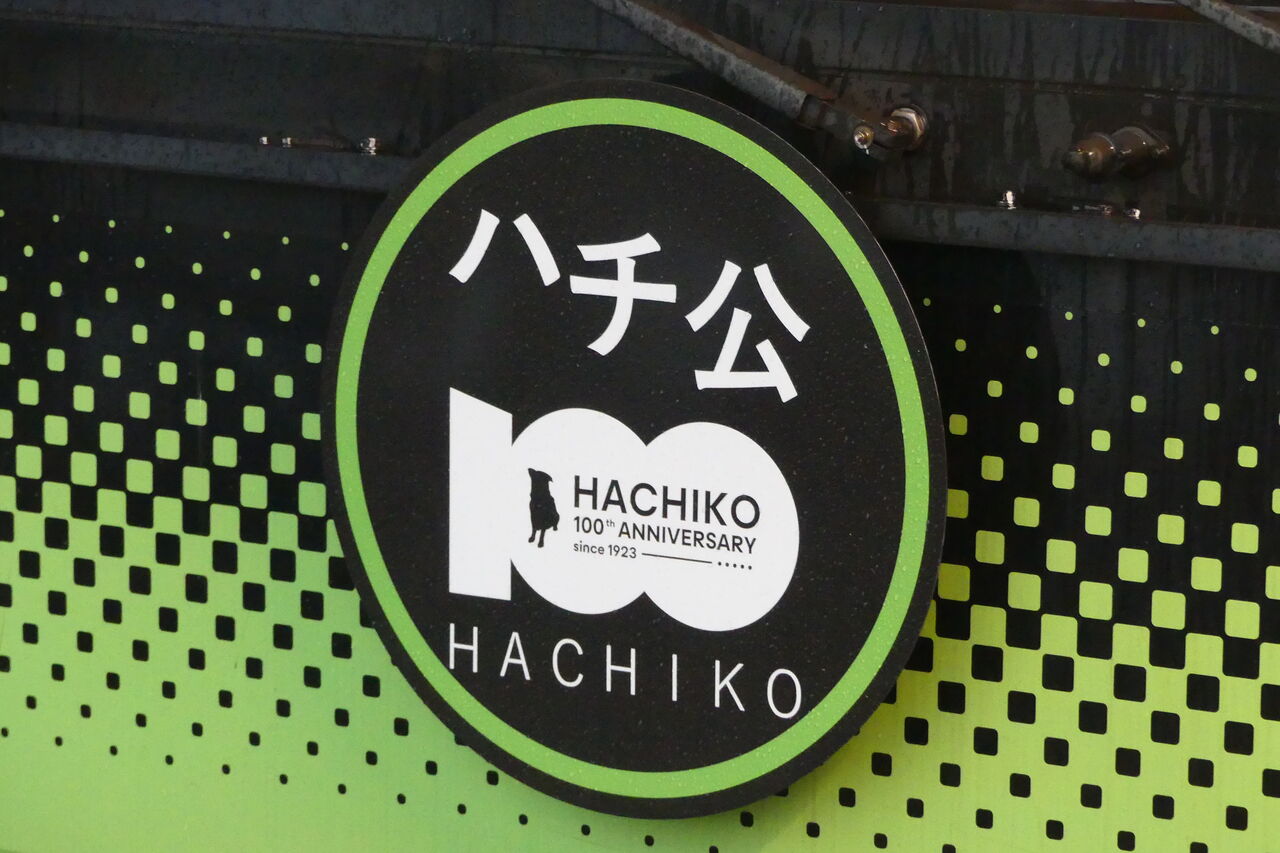 ハチ公
100
HACHIKO
100th ANNIVERSARY
since 1923
HACHIKO